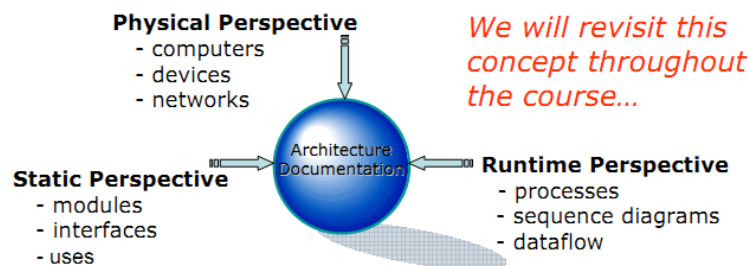 Physical Perspective
- computers
- devices
- networks
We will revisit this
concept throughout
the course...
Architecture
Documentation
Static Perspective
- modules
- interfaces
- uses
Runtime Perspective
- processes
- sequence diagrams
- dataflow